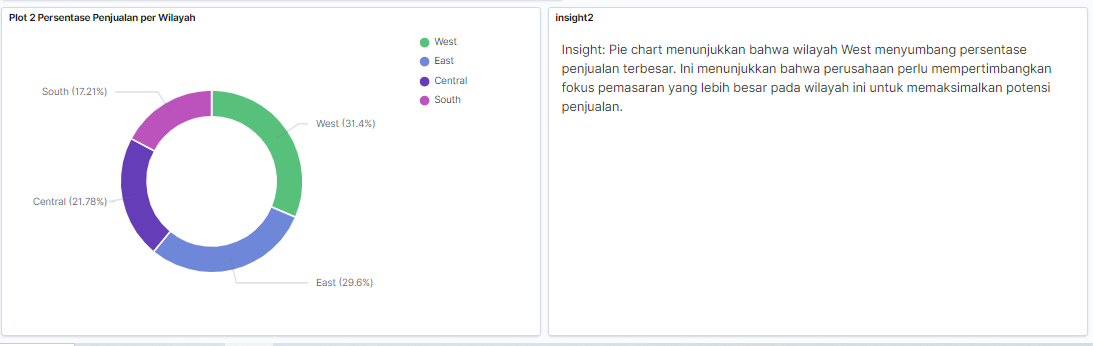 Plot 2 Persentase Penjualan per Wilayah
West
East
Central
South
South (17.21%)
West (31.4%)
Central (21.78%)
East (29.6%)
insight2
Insight: Pie chart menunjukkan bahwa wilayah West menyumbang persentase
penjualan terbesar. Ini menunjukkan bahwa perusahaan perlu mempertimbangkan
fokus pemasaran yang lebih besar pada wilayah ini untuk memaksimalkan potensi
penjualan.